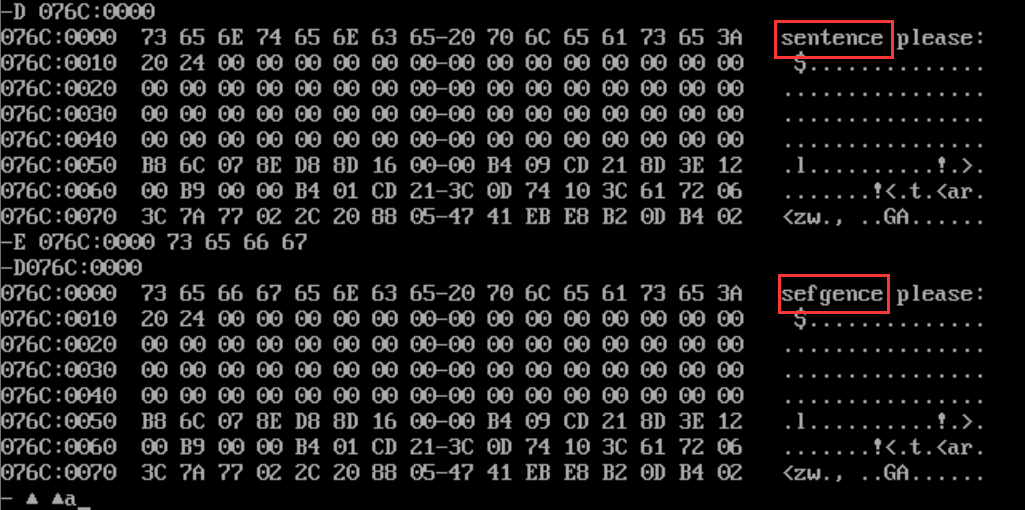 -D 076C:0000
076C:0000  73 65 6E 74 65 6E 63 65-20 70 6C 65 61 73 65 3A   sentence please:
076C:0010  20 24 00 00 00 00 00 00-00 00 00 00 00 00 00 00    $..............
076C:0020  00 00 00 00 00 00 00 00-00 00 00 00 00 00 00 00   ................
076C:0030  00 00 00 00 00 00 00 00-00 00 00 00 00 00 00 00   ................
076C:0040  00 00 00 00 00 00 00 00-00 00 00 00 00 00 00 00   ................
076C:0050  B8 6C 07 8E D8 8D 16 00-00 B4 09 CD 21 8D 3E 12   .l..........!.>.
076C:0060  00 B9 00 00 B4 01 CD 21-3C 0D 74 10 3C 61 72 06   .......!<.t.<ar.
076C:0070  3C 7A 77 02 2C 20 88 05-47 41 EB E8 B2 0D B4 02   <zw., ..GA......
-E 076C:0000 73 65 66 67
-D076C:0000
076C:0000  73 65 66 67 65 6E 63 65-20 70 6C 65 61 73 65 3A   sefgence please:
076C:0010  20 24 00 00 00 00 00 00-00 00 00 00 00 00 00 00    $..............
076C:0020  00 00 00 00 00 00 00 00-00 00 00 00 00 00 00 00   ................
076C:0030  00 00 00 00 00 00 00 00-00 00 00 00 00 00 00 00   ................
076C:0040  00 00 00 00 00 00 00 00-00 00 00 00 00 00 00 00   ................
076C:0050  B8 6C 07 8E D8 8D 16 00-00 B4 09 CD 21 8D 3E 12   .l..........!.>.
076C:0060  00 B9 00 00 B4 01 CD 21-3C 0D 74 10 3C 61 72 06   .......!<.t.<ar.
076C:0070  3C 7A 77 02 2C 20 88 05-47 41 EB E8 B2 0D B4 02   <zw., ..GA......
- ▲ ▲a_